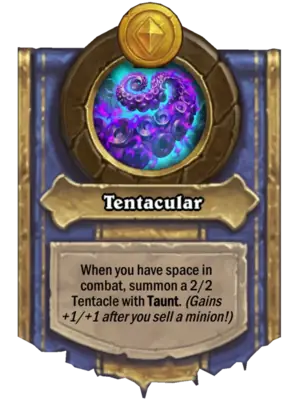 Tentacular
When you have space in
combat, summon a 2/2
Tentacle with Taunt. (Gains
+1/+1 after you sell a minion!)